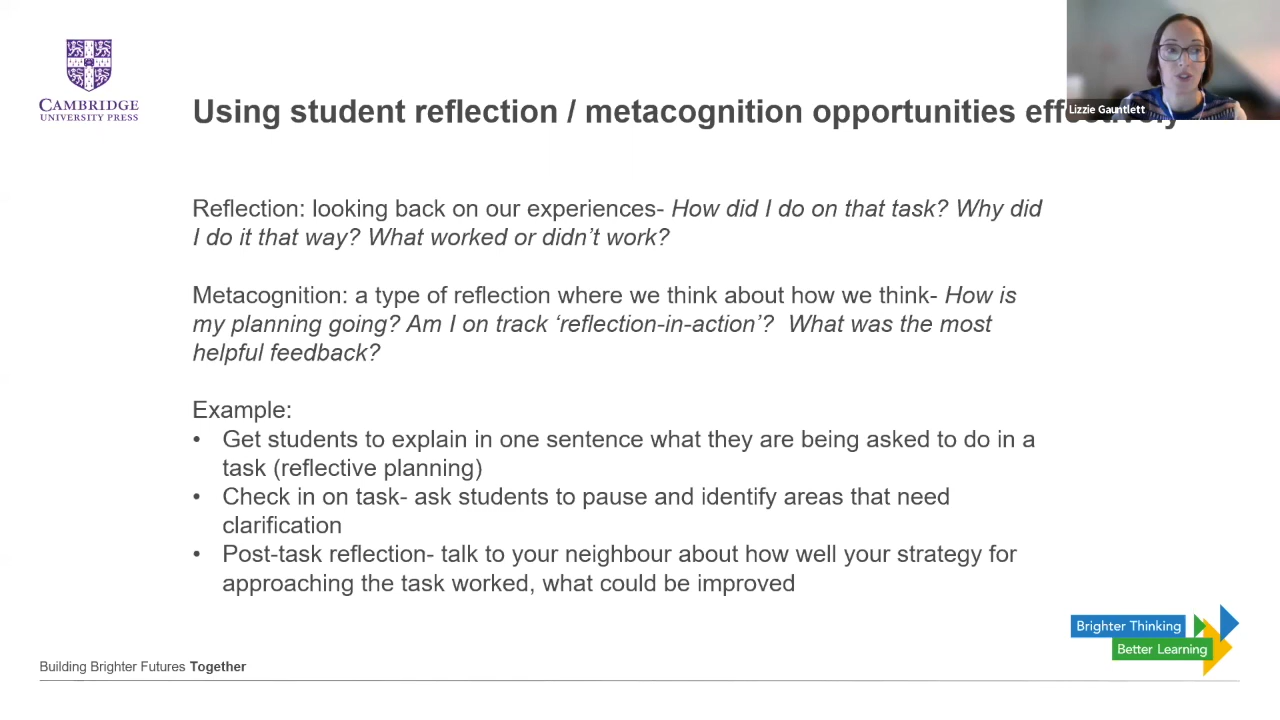 CAMBRIDGE
UNIVERSITY PRESS
Using student reflection / metacognition opportunities effectively
Lizzie Gauntlett
Reflection: looking back on our experiences- How did I do on that task? Why did
I do it that way? What worked or didn’t work?
Metacognition: a type of reflection where we think about how we think- How is
my planning going? Am I on track ‘reflection-in-action’?  What was the most
helpful feedback?
Example:
• Get students to explain in one sentence what they are being asked to do in a
task (reflective planning)
• Check in on task- ask students to pause and identify areas that need
clarification
• Post-task reflection- talk to your neighbour about how well your strategy for
approaching the task worked, what could be improved
Brighter Thinking
Better Learning
Building Brighter Futures Together